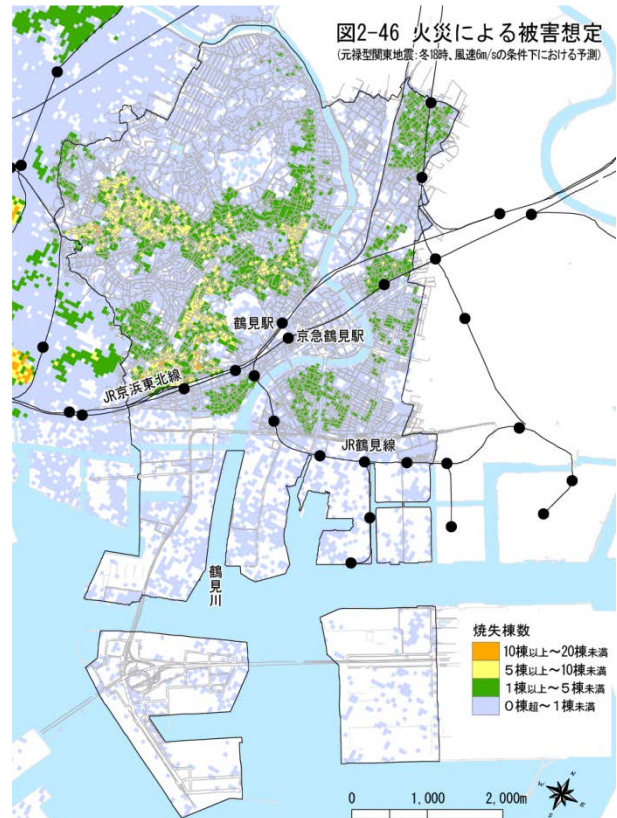 図2-46 火災による被害想定
(元禄型関東地震:冬18時、風速6m/sの条件下における予測)
鶴見駅
京急鶴見駅
JR京浜東北線
JR鶴見線
鶴見川
焼失棟数
10棟以上~20棟未満
5棟以上~10棟未満
1棟以上~5棟未満
0棟超~1棟未満
0 1,000 2,000m
N
E
S
W